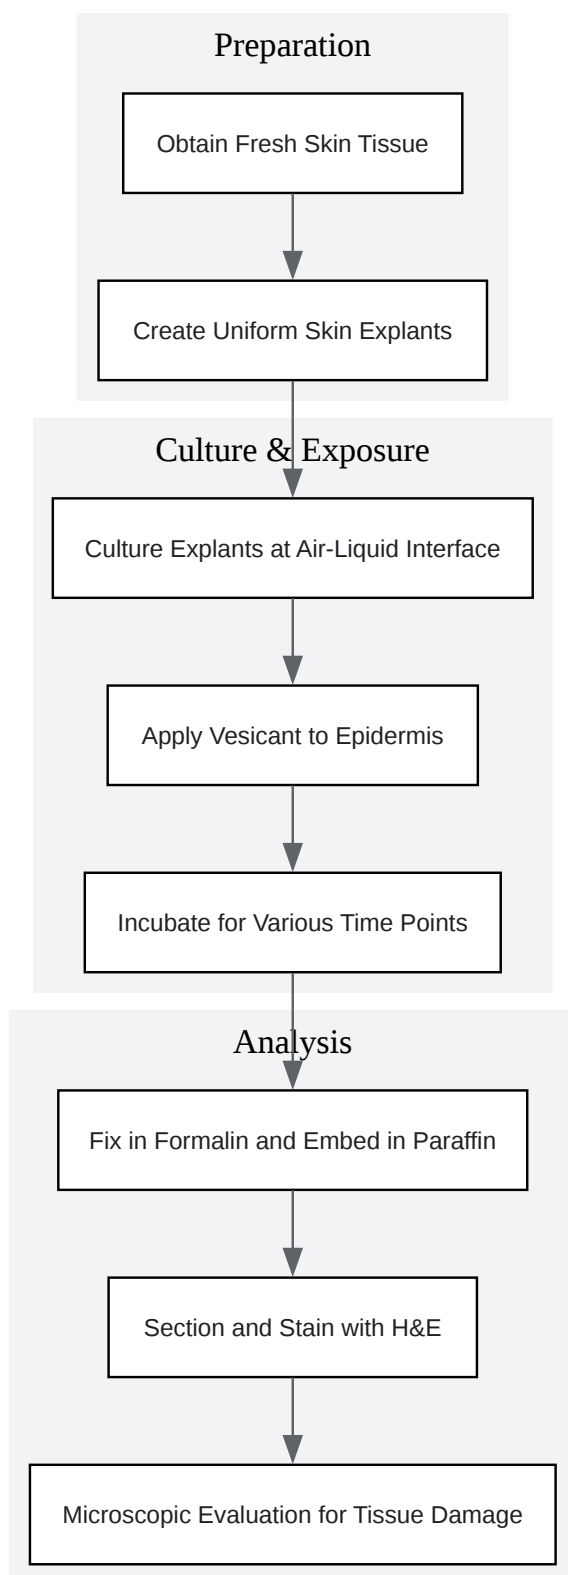 Preparation
Obtain Fresh Skin Tissue
Create Uniform Skin Explants
Culture & Exposure
Culture Explants at Air-Liquid Interface
Apply Vesicant to Epidermis
Incubate for Various Time Points
Analysis
Fix in Formalin and Embed in Paraffin
Section and Stain with H&E
Microscopic Evaluation for Tissue Damage